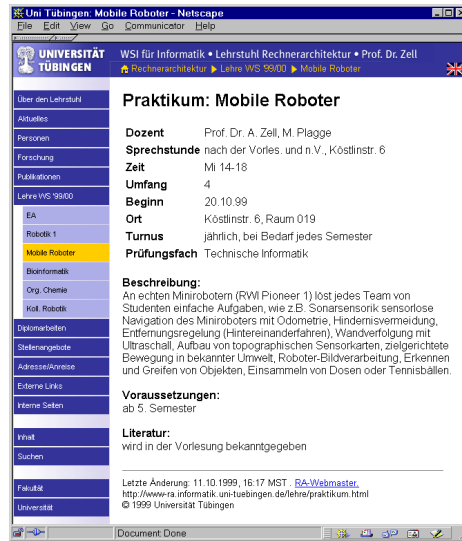 Uni Tübingen: Mobile Roboter - Netscape
File Edit View Go Communicator Help
UNIVERSITÄT
TÜBINGEN
WSI für Informatik • Lehrstuhl Rechnerarchitektur • Prof. Dr. Zell
Rechnerarchitektur Lehre WS 99/00 Mobile Roboter
Über den Lehrstuhl
Aktuelles
Personen
Forschung
Publikationen
Lehre WS '99/00
EA
Robotik 1
Mobile Roboter
Bioinformatik
Org. Chemie
Koll. Robotik
Diplomarbeiten
Stellenangebote
Adresse/Anreise
Externe Links
Interne Seiten
Inhalt
Suchen
Fakultät
Universität
Praktikum: Mobile Roboter
Dozent Prof. Dr. A. Zell, M. Plagge
Sprechstunde nach der Vorles. und n.V., Köstlinstr. 6
Zeit Mi 14-18
Umfang 4
Beginn 20.10.99
Ort Köstlinstr. 6, Raum 019
Turnus jährlich, bei Bedarf jedes Semester
Prüfungsfach Technische Informatik
Beschreibung:
An echten Minirobotern (RWI Pioneer 1) löst jedes Team von
Studenten einfache Aufgaben, wie z.B. Sonarsensorik sensorlose
Navigation des Miniroboters mit Odometrie, Hindernisvermeidung,
Entfernungsregelung (Hintereinanderfahren), Wandverfolgung mit
Ultraschall, Aufbau von topographischen Sensorkarten, zielgerichtete
Bewegung in bekannter Umwelt, Roboter-Bildverarbeitung, Erkennen
und Greifen von Objekten, Einsammeln von Dosen oder Tennisbällen.
Voraussetzungen:
ab 5. Semester
Literatur:
wird in der Vorlesung bekanntgegeben
Letzte Änderung: 11.10.1999, 16:17 MST . RA-Webmaster,
http://www-ra.informatik.uni-tuebingen.de/lehre/praktikum.html
© 1999 Universität Tübingen
Document: Done